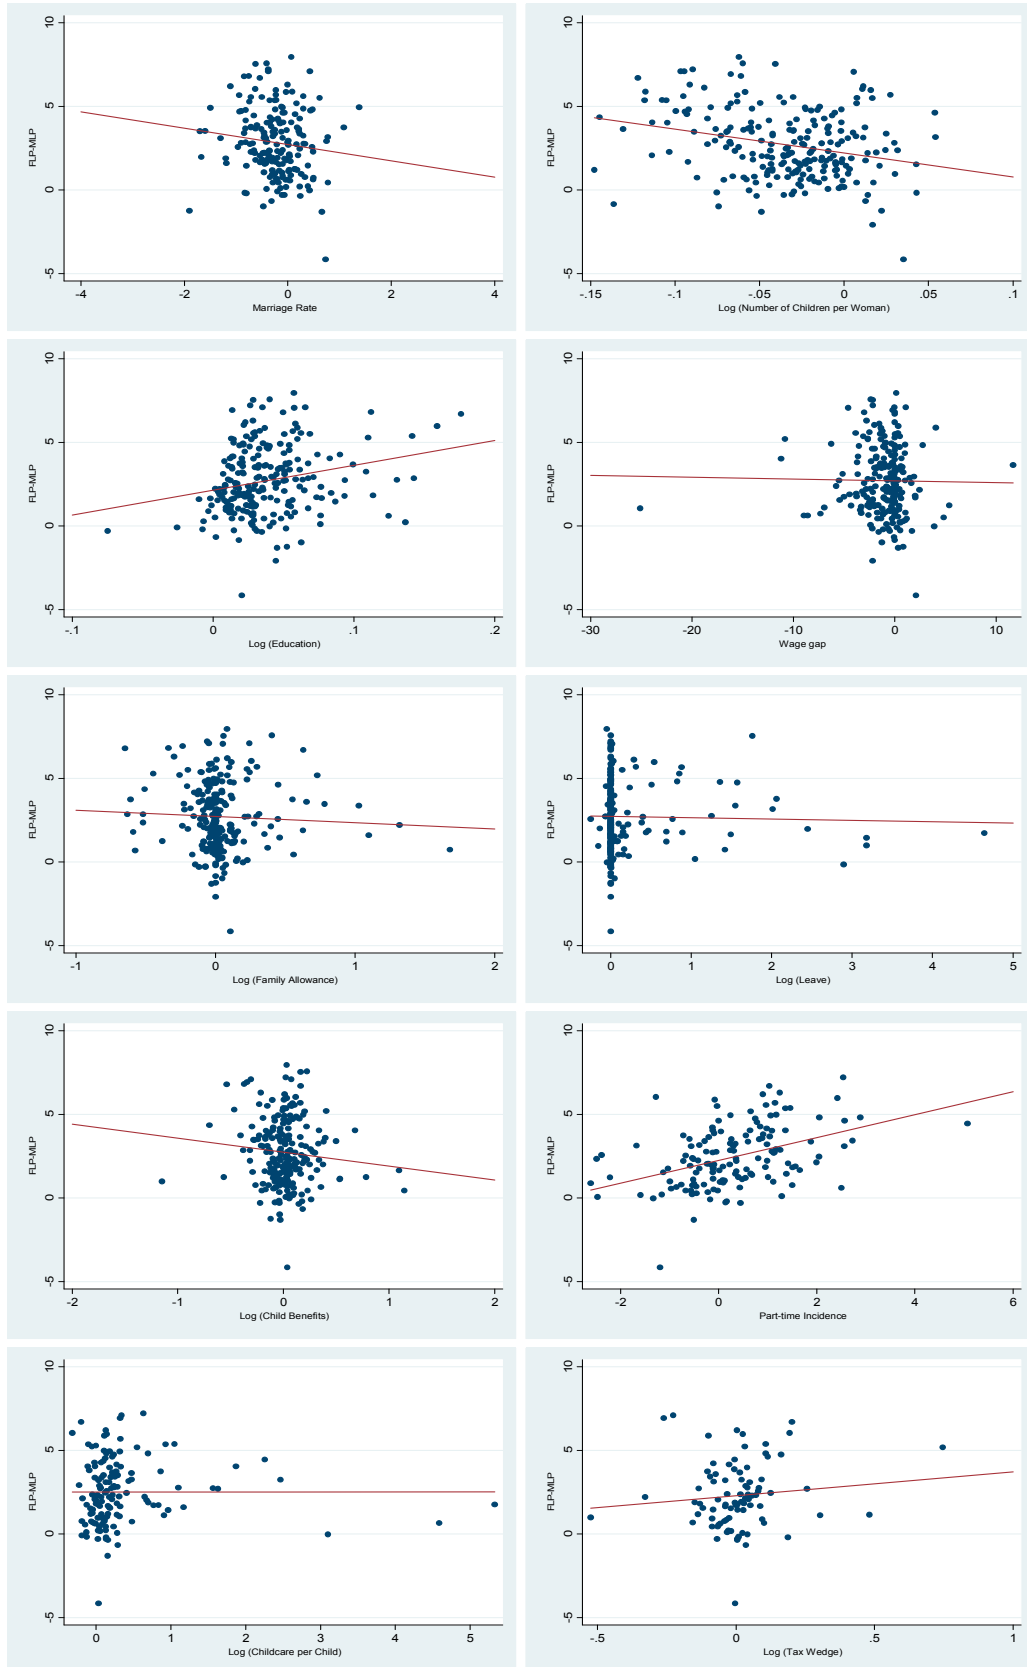 10
5
0
-5
FLP-MLP
-4 -2 0 2 4
Marriage Rate
10
5
0
-5
FLP-MLP
-.15 -.1 -.05 0 .05 .1
Log (Number of Children per Woman)
10
5
0
-5
FLP-MLP
-.1 0 .1 .2
Log (Education)
10
5
0
-5
FLP-MLP
-30 -20 -10 0 10
Wage gap
10
5
0
-5
FLP-MLP
-1 0 1 2
Log (Family Allowance)
10
5
0
-5
FLP-MLP
0 1 2 3 4 5
Log (Leave)
10
5
0
-5
FLP-MLP
-2 -1 0 1 2
Log (Child Benefits)
10
5
0
-5
FLP-MLP
-2 0 2 4 6
Part-time Incidence
10
5
0
-5
FLP-MLP
0 1 2 3 4 5
Log (Childcare per Child)
10
5
0
-5
FLP-MLP
-.5 0 .5 1
Log (Tax Wedge)